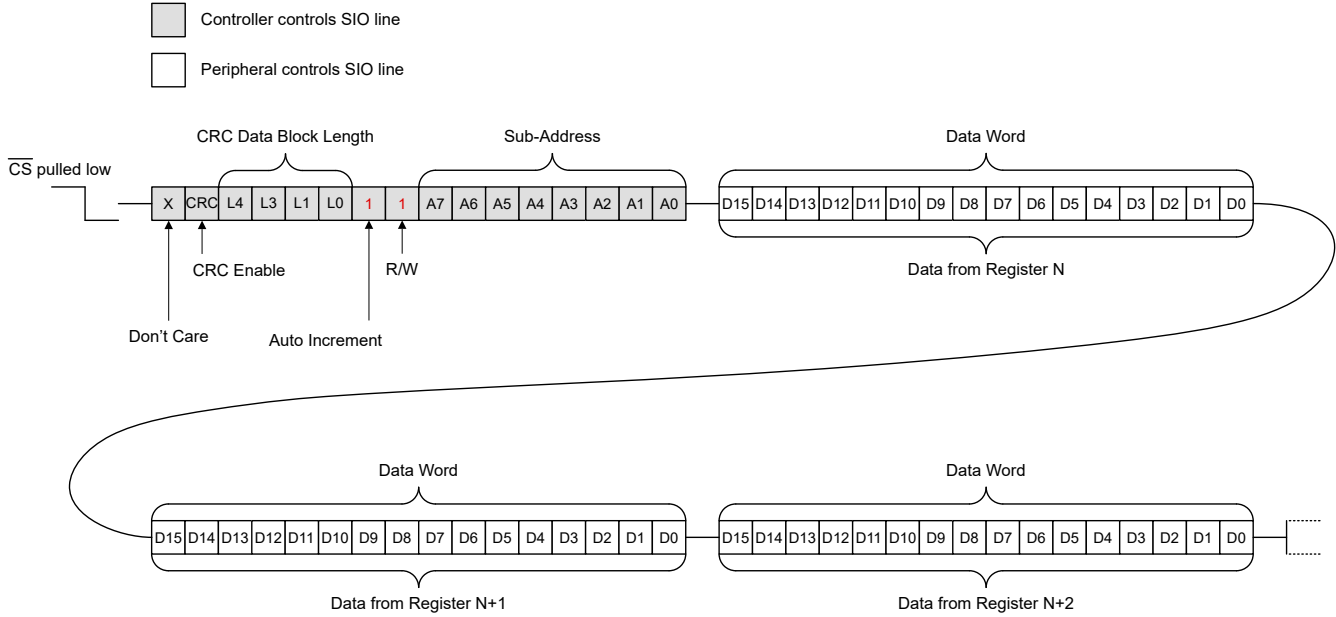 Controller controls SIO line
Peripheral controls SIO line
CRC Data Block Length
Sub-Address
Data Word
CS pulled low
X CRC L4 L3 L1 L0 1 1 A7 A6 A5 A4 A3 A2 A1 A0
D15 D14 D13 D12 D11 D10 D9 D8 D7 D6 D5 D4 D3 D2 D1 D0
CRC Enable
R/W
Data from Register N
Don't Care
Auto Increment
Data Word
Data Word
D15 D14 D13 D12 D11 D10 D9 D8 D7 D6 D5 D4 D3 D2 D1 D0
D15 D14 D13 D12 D11 D10 D9 D8 D7 D6 D5 D4 D3 D2 D1 D0
Data from Register N+1
Data from Register N+2